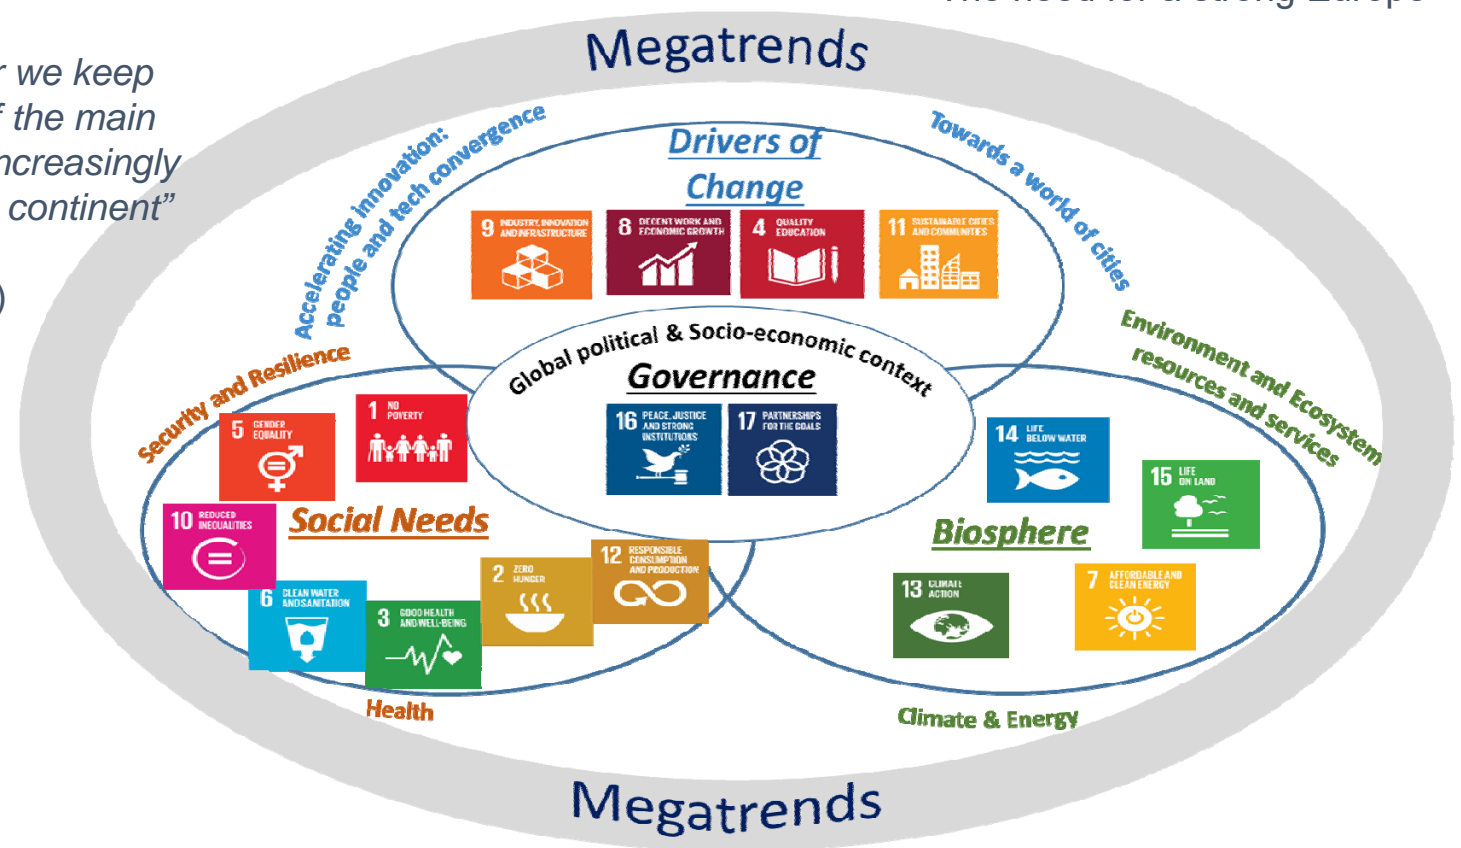 The need for a strong Europe
Megatrends
r we keep
f the main
ncreasingly
continent”
)
Accelerating innovation:
people and tech convergence
Towards a world of cities
Drivers of
Change
9 INDUSTRY, INNOVATION
AND INFRASTRUCTURE
8 DECENT WORK AND
ECONOMIC GROWTH
4 QUALITY
EDUCATION
11 SUSTAINABLE CITIES
AND COMMUNITIES
Security and Resilience
Environment and Ecosystem
resources and services
Global political & Socio-economic context
Governance
16 PEACE, JUSTICE
AND STRONG
INSTITUTIONS
17 PARTNERSHIPS
FOR THE GOALS
1 NO
POVERTY
5 GENDER
EQUALITY
10 REDUCED
INEQUALITIES
Social Needs
6 CLEAN WATER
AND SANITATION
3 GOOD HEALTH
AND WELL-BEING
2 ZERO
HUNGER
12 RESPONSIBLE
CONSUMPTION
AND PRODUCTION
14 LIFE
BELOW WATER
15 LIFE
ON LAND
Biosphere
13 CLIMATE
ACTION
7 AFFORDABLE AND
CLEAN ENERGY
Health
Climate & Energy
Megatrends